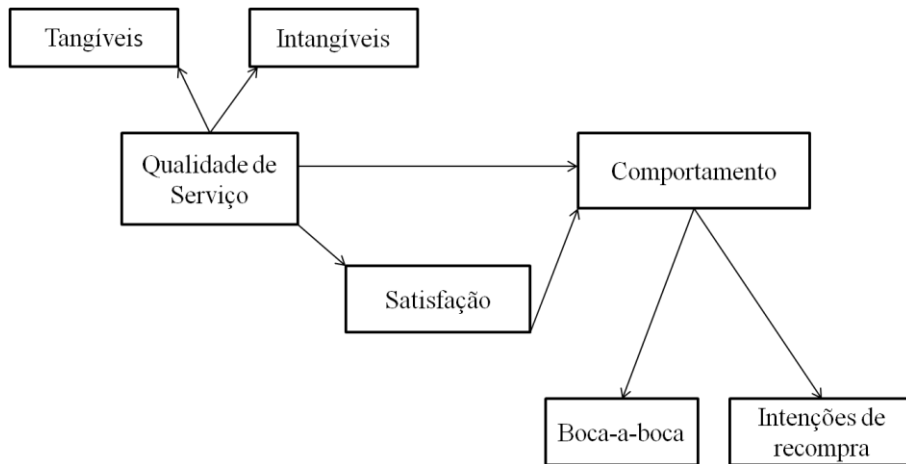 Tangíveis
Intangíveis
Qualidade de
Serviço
Comportamento
Satisfação
Boca-a-boca
Intenções de
recompra